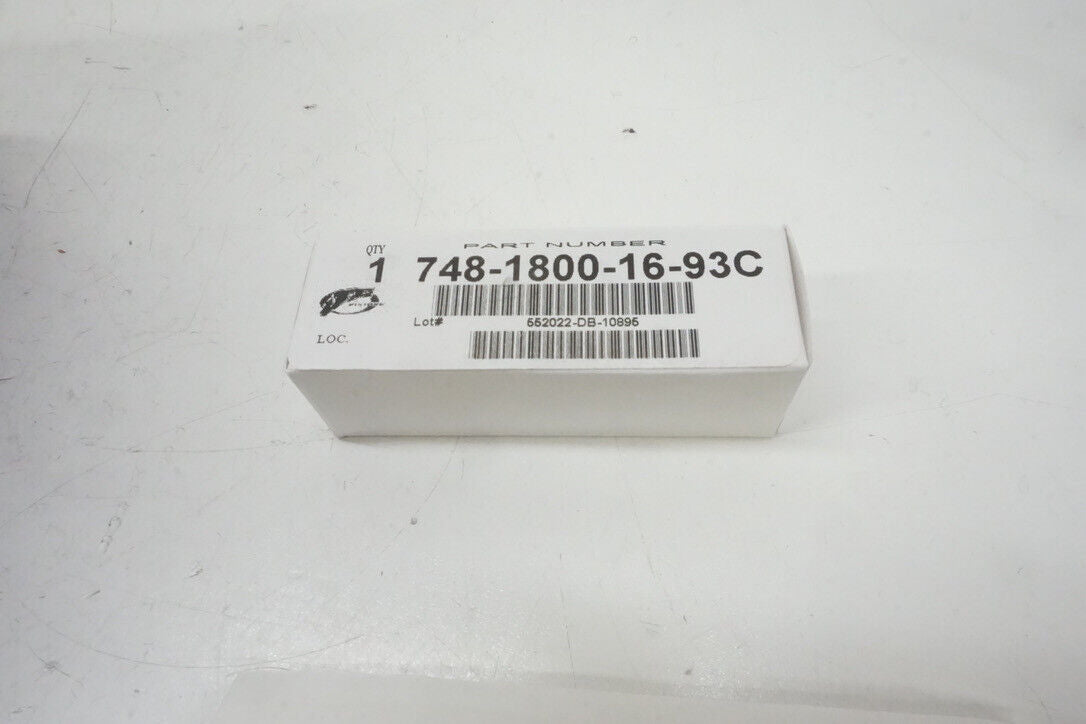 QTY
PART NUMBER
1 748-1800-16-93C
Lot# 552022-DB-10895
LOC.